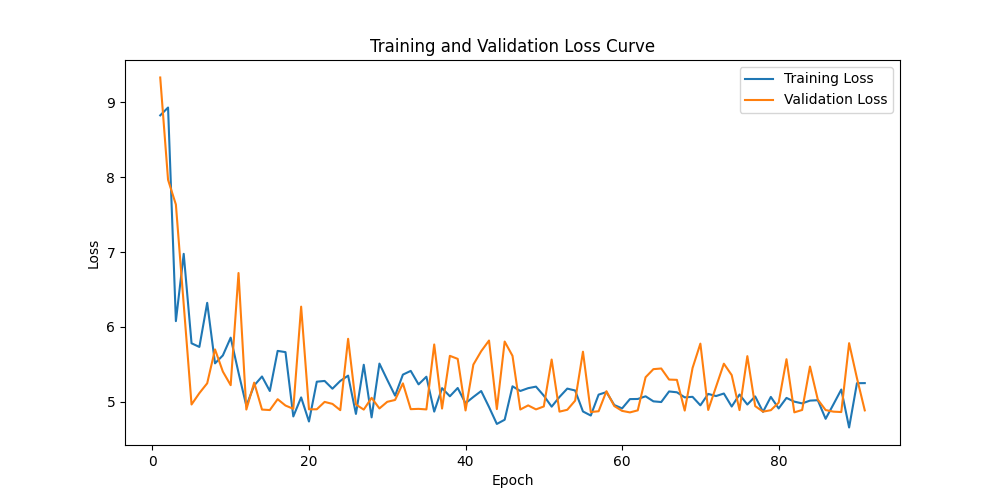 Training and Validation Loss Curve
Training Loss
Validation Loss
9
8
7
6
5
Loss
0 20 40 60 80
Epoch